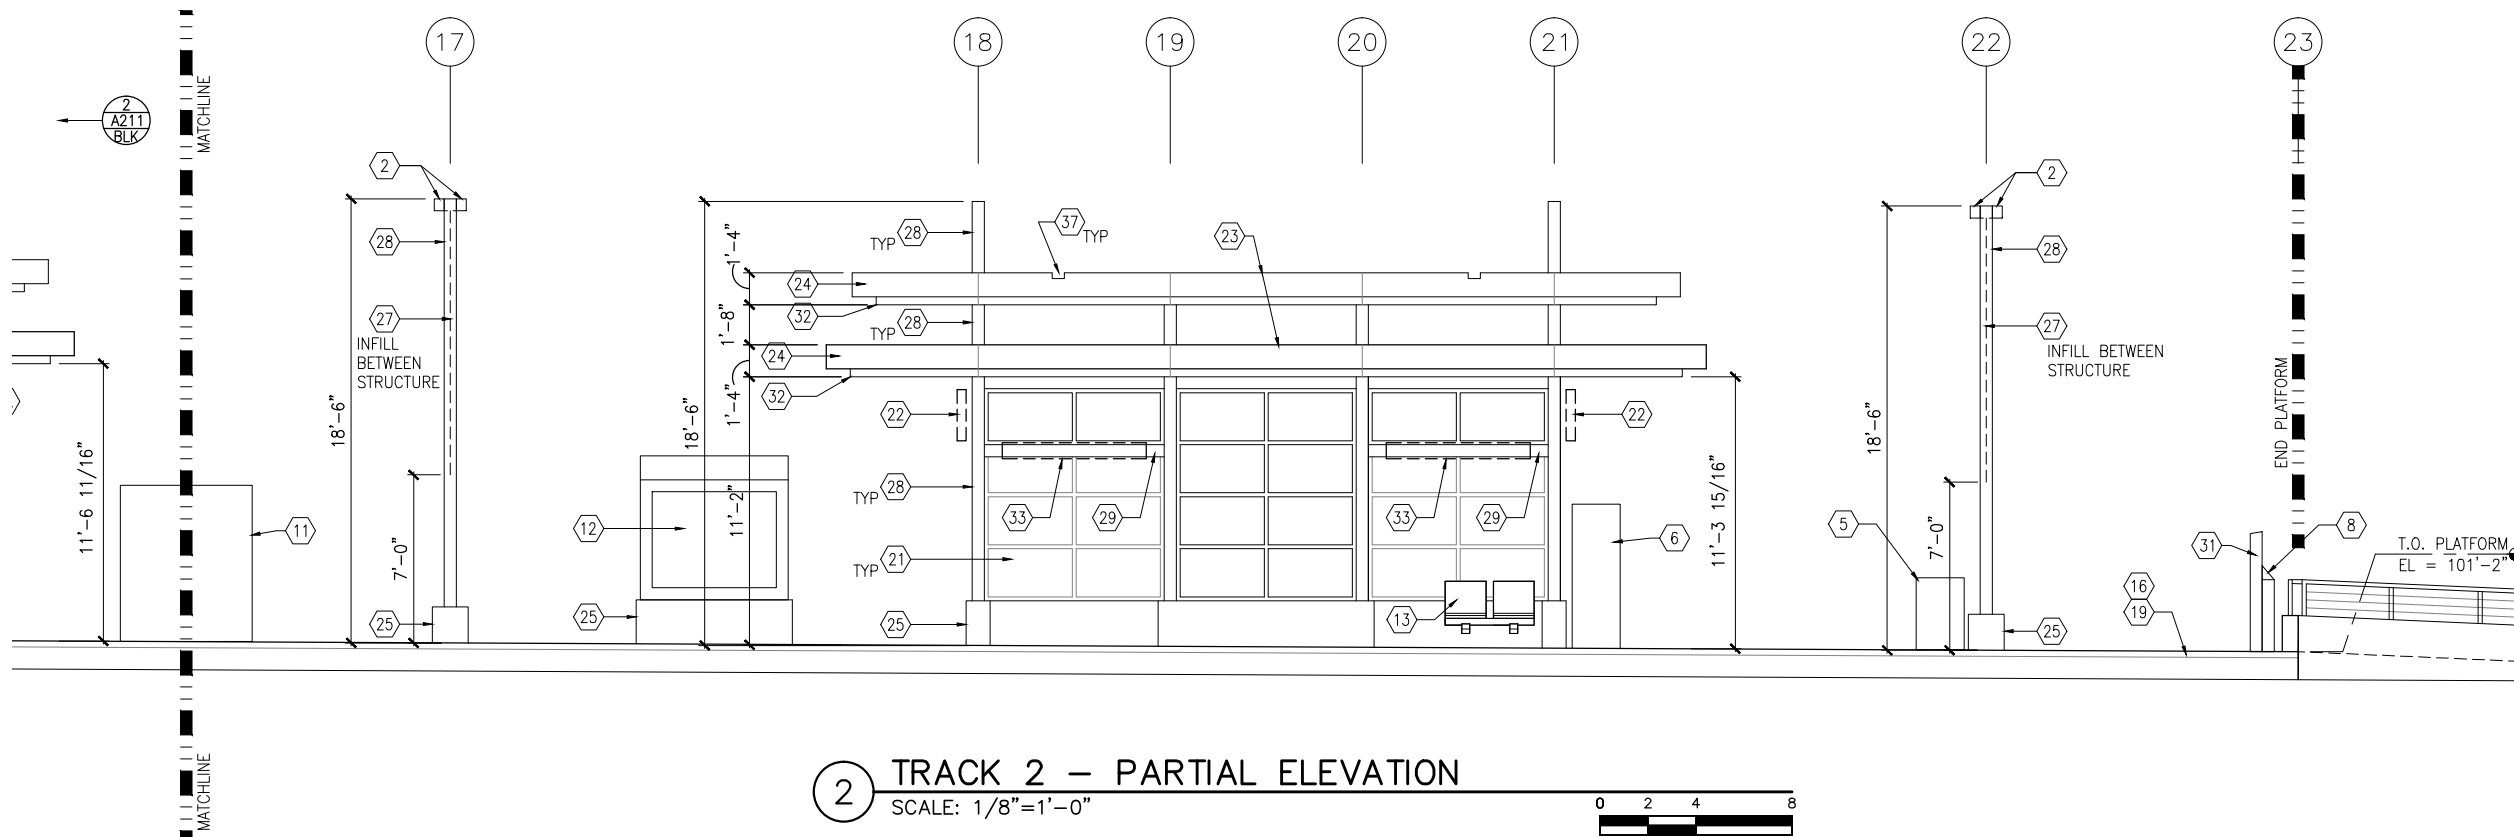 17
18
19
20
21
22
23
2
A211
BLK
MATCHLINE
2
28
27
INFILL
BETWEEN
STRUCTURE
18'-6"
7'-0"
25
11'-6 11/16"
11
12
25
18'-6"
1'-4"
1'-8"
1'-4"
11'-2"
TYP 28
37 TYP
23
24
32
TYP 28
24
32
22
22
TYP 28
33
29
33
29
TYP 21
25
13
6
11'-3 15/16"
2
28
27
INFILL BETWEEN
STRUCTURE
18'-6"
7'-0"
5
25
END PLATFORM
31
8
16
19
T.O. PLATFORM
EL = 101'-2"
MATCHLINE
2
TRACK 2 - PARTIAL ELEVATION
SCALE: 1/8"=1'-0"
0 2 4 8